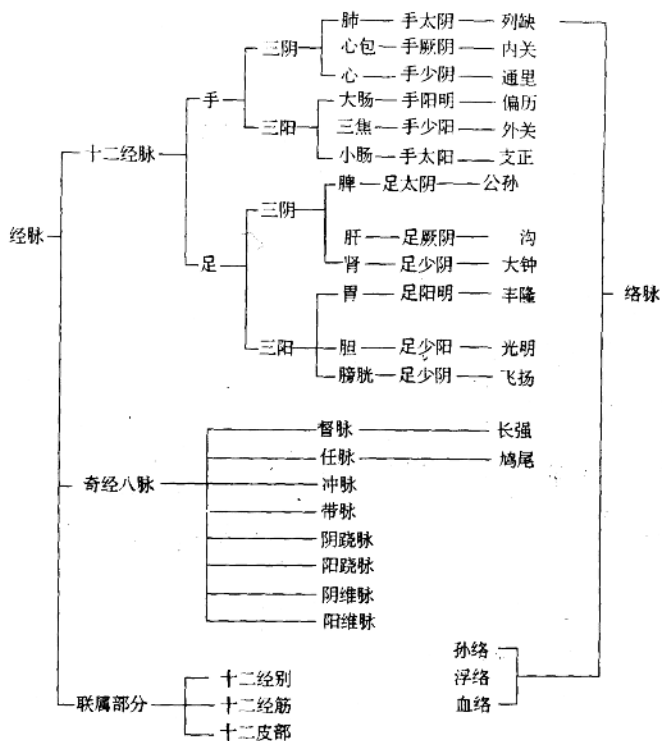 肺 手太阴 列缺
三阴 心包 手厥阴 内关
心 手少阴 通里
手
大肠 手阳明 偏历
三阳 三焦 手少阳 外关
小肠 手太阳 支正
十二经脉
脾 足太阴 公孙
三阴
经脉 肝 足厥阴 沟
足 肾 足少阴 大钟
胃 足阳明 丰隆 络脉
三阳 胆 足少阳 光明
膀胱 足少阴 飞扬
督脉 长强
任脉 鸠尾
奇经八脉 冲脉
带脉
阴跷脉
阳跷脉
阴维脉
阳维脉
孙络
十二经别 浮络
联属部分 十二经筋 血络
十二皮部